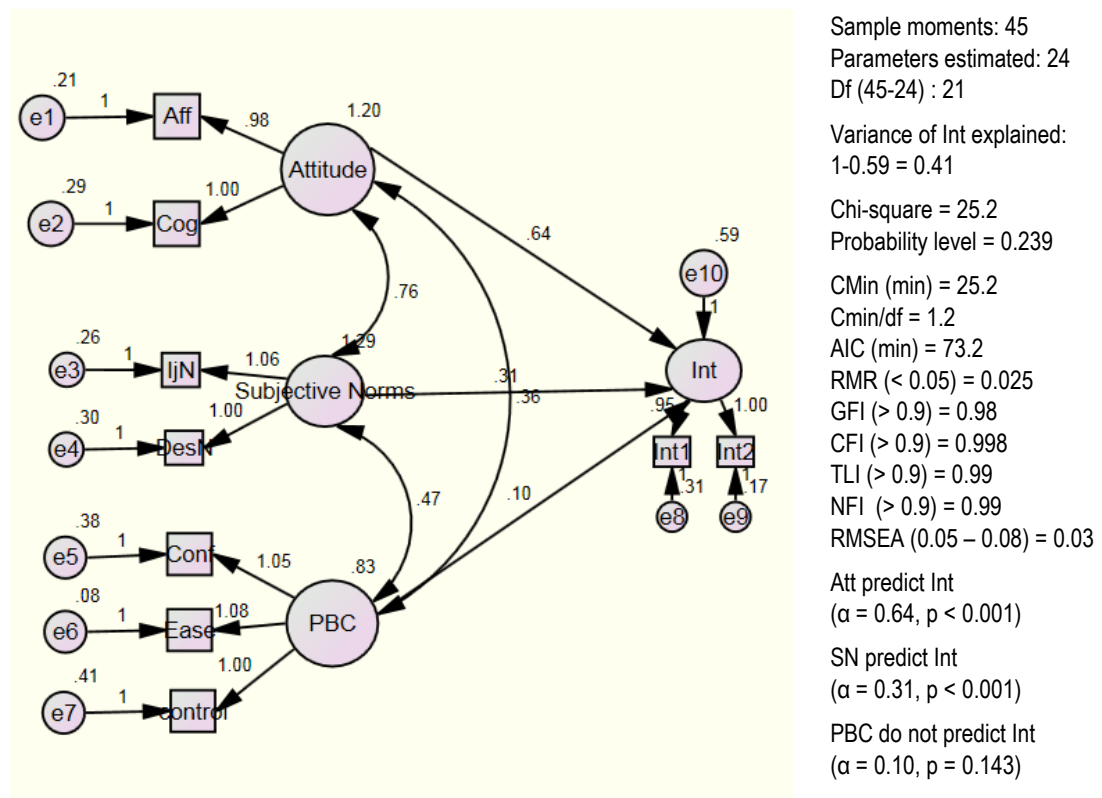 .21
1.20
e1
1
Aff
.98
Attitude
.29
1.00
e2
1
Cog
.64
.59
e10
1
.76
.26
1.29
e3
1
IjN
1.06
Int
Subjective Norms
.31
.36
.30
1.00
.95
1.00
e4
1
DesN
Int1
Int2
1
1
.31
.17
.47
.10
e8
e9
.38
e5
1
Conf
1.05
.83
.08
e6
1
Ease
1.08
PBC
.41
1.00
e7
1
control
Sample moments: 45
Parameters estimated: 24
Df (45-24) : 21
Variance of Int explained:
1-0.59 = 0.41
Chi-square = 25.2
Probability level = 0.239
CMin (min) = 25.2
Cmin/df = 1.2
AIC (min) = 73.2
RMR (< 0.05) = 0.025
GFI (> 0.9) = 0.98
CFI (> 0.9) = 0.998
TLI (> 0.9) = 0.99
NFI (> 0.9) = 0.99
RMSEA (0.05 – 0.08) = 0.03
Att predict Int
(α = 0.64, p < 0.001)
SN predict Int
(α = 0.31, p < 0.001)
PBC do not predict Int
(α = 0.10, p = 0.143)